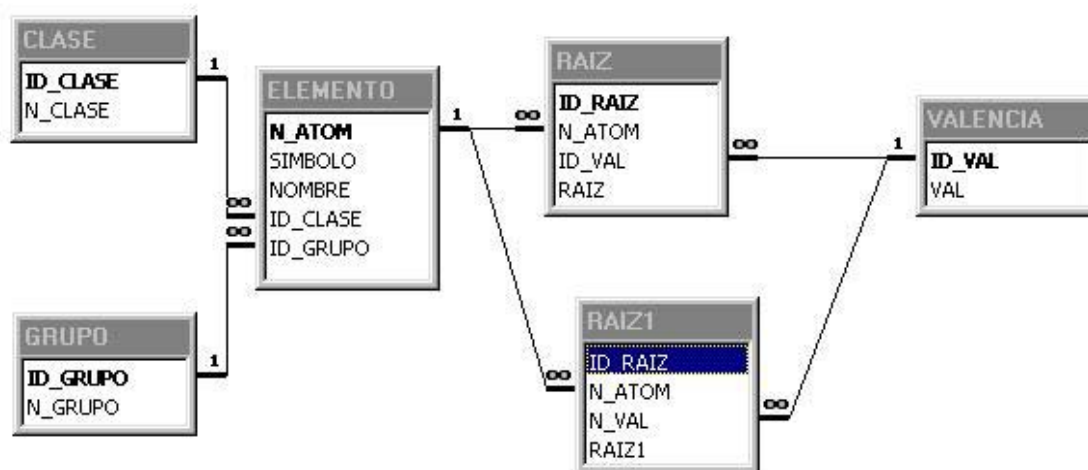 CLASE
ID_CLASE
N_CLASE
1
∞
ELEMENTO
N_ATOM
SIMBOLO
NOMBRE
ID_CLASE
ID_GRUPO
∞
1
GRUPO
ID_GRUPO
N_GRUPO
1
∞
RAIZ
ID_RAIZ
N_ATOM
ID_VAL
RAIZ
∞
1
VALENCIA
ID_VAL
VAL
RAIZ1
ID_RAIZ
N_ATOM
N_VAL
RAIZ1
∞
∞